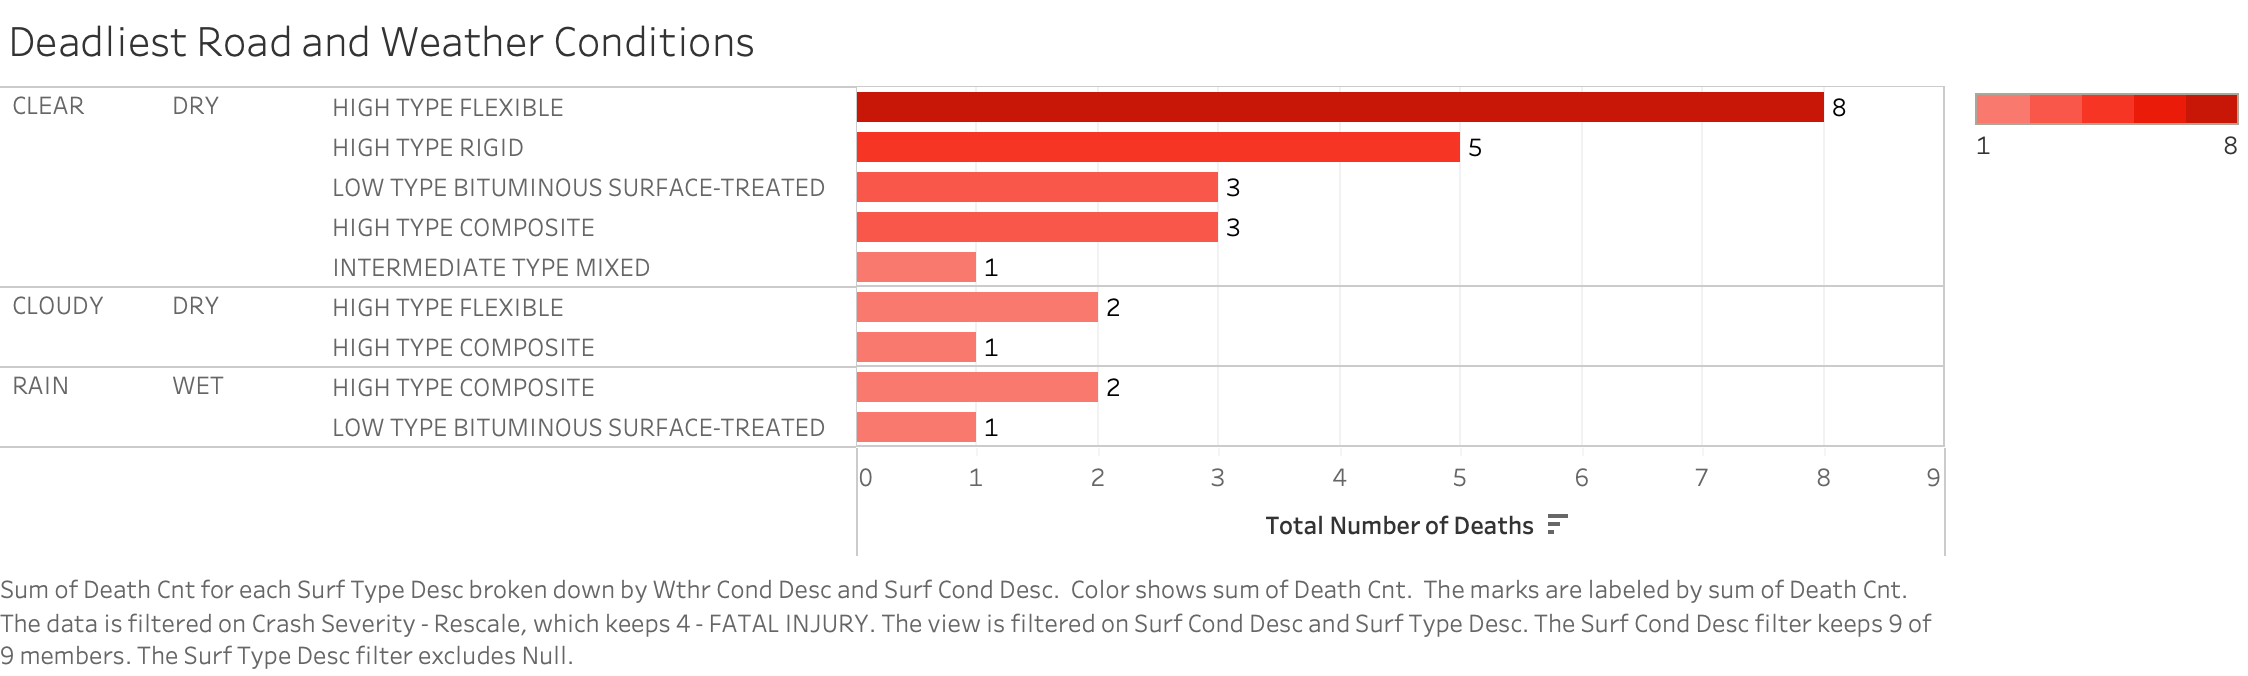 Deadliest Road and Weather Conditions
CLEAR DRY HIGH TYPE FLEXIBLE 8
HIGH TYPE RIGID 5
LOW TYPE BITUMINOUS SURFACE-TREATED 3
HIGH TYPE COMPOSITE 3
INTERMEDIATE TYPE MIXED 1
CLOUDY DRY HIGH TYPE FLEXIBLE 2
HIGH TYPE COMPOSITE 1
RAIN WET HIGH TYPE COMPOSITE 2
LOW TYPE BITUMINOUS SURFACE-TREATED 1
0 1 2 3 4 5 6 7 8 9
Total Number of Deaths
1 8
Sum of Death Cnt for each Surf Type Desc broken down by Wthr Cond Desc and Surf Cond Desc.  Color shows sum of Death Cnt.  The marks are labeled by sum of Death Cnt.
The data is filtered on Crash Severity - Rescale, which keeps 4 - FATAL INJURY. The view is filtered on Surf Cond Desc and Surf Type Desc. The Surf Cond Desc filter keeps 9 of
9 members. The Surf Type Desc filter excludes Null.